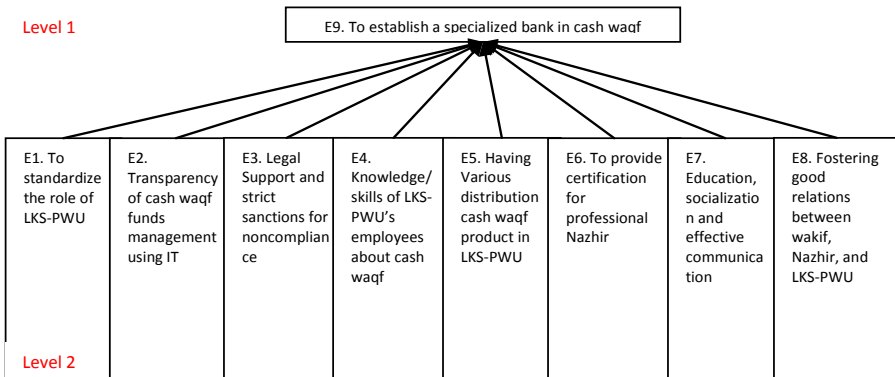 Level 1
E9. To establish a specialized bank in cash waqf
E1. To
standardize
the role of
LKS-PWU
E2.
Transparency
of cash waqf
funds
management
using IT
E3. Legal
Support and
strict
sanctions for
noncomplian
ce
E4.
Knowledge/
skills of LKS-
PWU’s
employees
about cash
waqf
E5. Having
Various
distribution
cash waqf
product in
LKS-PWU
E6. To provide
certification
for
professional
Nazhir
E7.
Education,
socializatio
n and
effective
communica
tion
E8. Fostering
good
relations
between
wakif,
Nazhir, and
LKS-PWU
Level 2